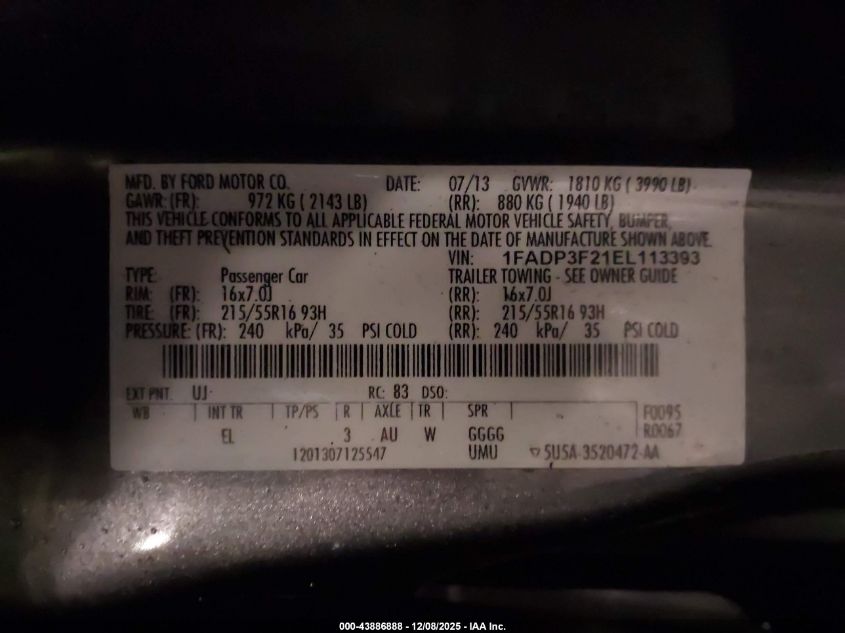 MFD. BY FORD MOTOR CO. DATE: 07/13 GVWR: 1810 KG ( 3990 LB)
GAWR: (FR): 972 KG ( 2143 LB) (RR): 880 KG ( 1940 LB)
THIS VEHICLE CONFORMS TO ALL APPLICABLE FEDERAL MOTOR VEHICLE SAFETY, BUMPER,
AND THEFT PREVENTION STANDARDS IN EFFECT ON THE DATE OF MANUFACTURE SHOWN ABOVE.
VIN: 1FADP3F21EL113393
TYPE: Passenger Car TRAILER TOWING - SEE OWNER GUIDE
RIM: (FR): 16x7.0J (RR): 16x7.0J
TIRE: (FR): 215/55R16 93H (RR): 215/55R16 93H
PRESSURE: (FR): 240 kPa/ 35 PSI COLD (RR): 240 kPa/ 35 PSI COLD
EXT PNT: UJ RC: 83 DSO:
WB INT TR TP/PS R AXLE TR SPR F0095
EL 3 AU W GGGG R0067
1201307125547 UMU 5U5A-3520472-AA
000-43886888 - 12/08/2025 - IAA Inc.